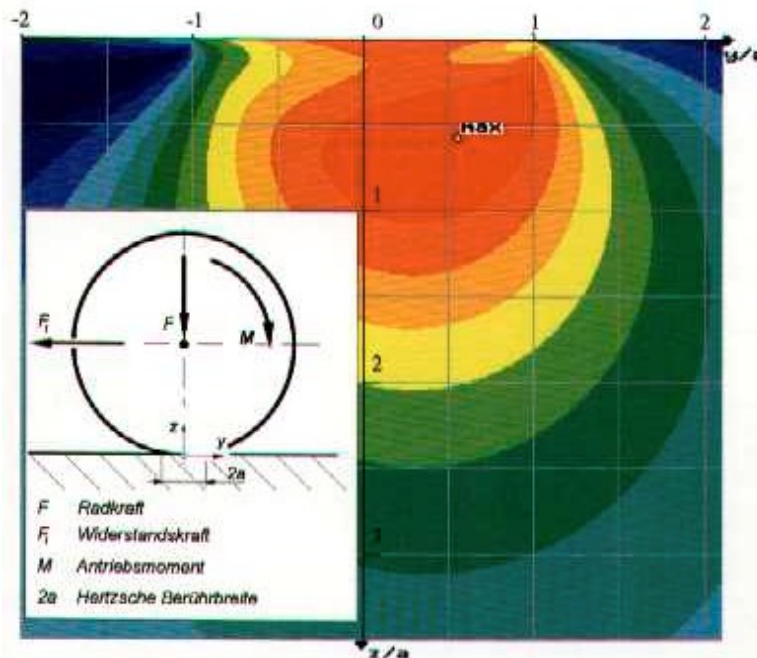 -2 -1 0 1 2
y/a
max
1
F₁ F M
2
z y
2a
F Radkraft
F₁ Widerstandskraft
M Antriebsmoment
3
2a Hertzsche Berührbreite
z/a